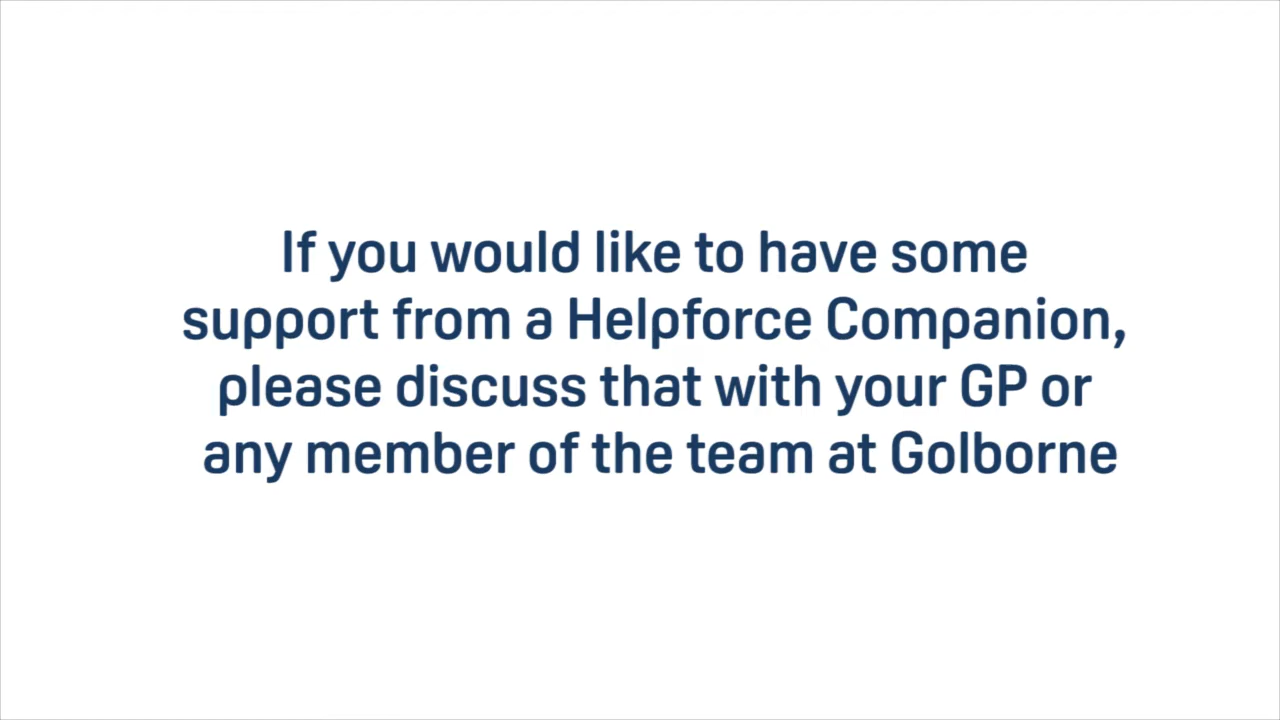 If you would like to have some
support from a Helpforce Companion,
please discuss that with your GP or
any member of the team at Golborne